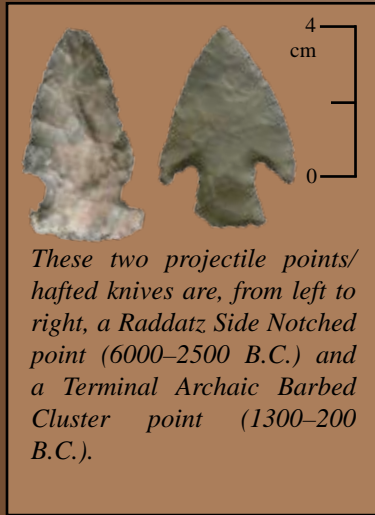 4
cm
0
These two projectile points/
hafted knives are, from left to
right, a Raddatz Side Notched
point (6000–2500 B.C.) and
a Terminal Archaic Barbed
Cluster point (1300–200
B.C.).